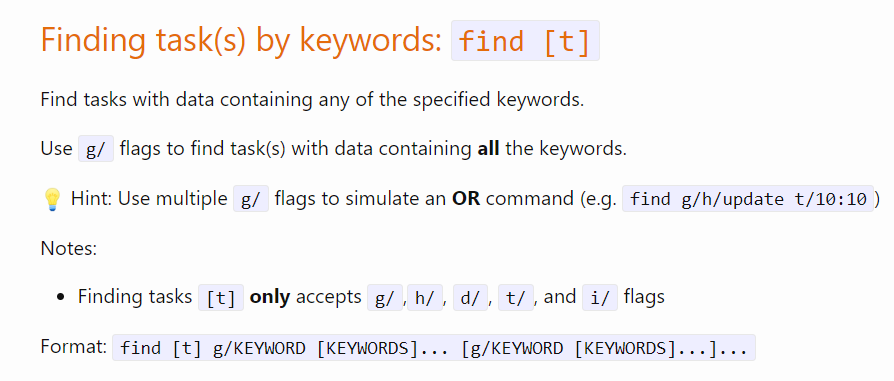 Finding task(s) by keywords: find [t]
Find tasks with data containing any of the specified keywords.
Use g/ flags to find task(s) with data containing all the keywords.
💡 Hint: Use multiple g/ flags to simulate an OR command (e.g. find g/h/update t/10:10)
Notes:
• Finding tasks [t] only accepts g/, h/, d/, t/, and i/ flags
Format: find [t] g/KEYWORD [KEYWORDS]... [g/KEYWORD [KEYWORDS]...]...